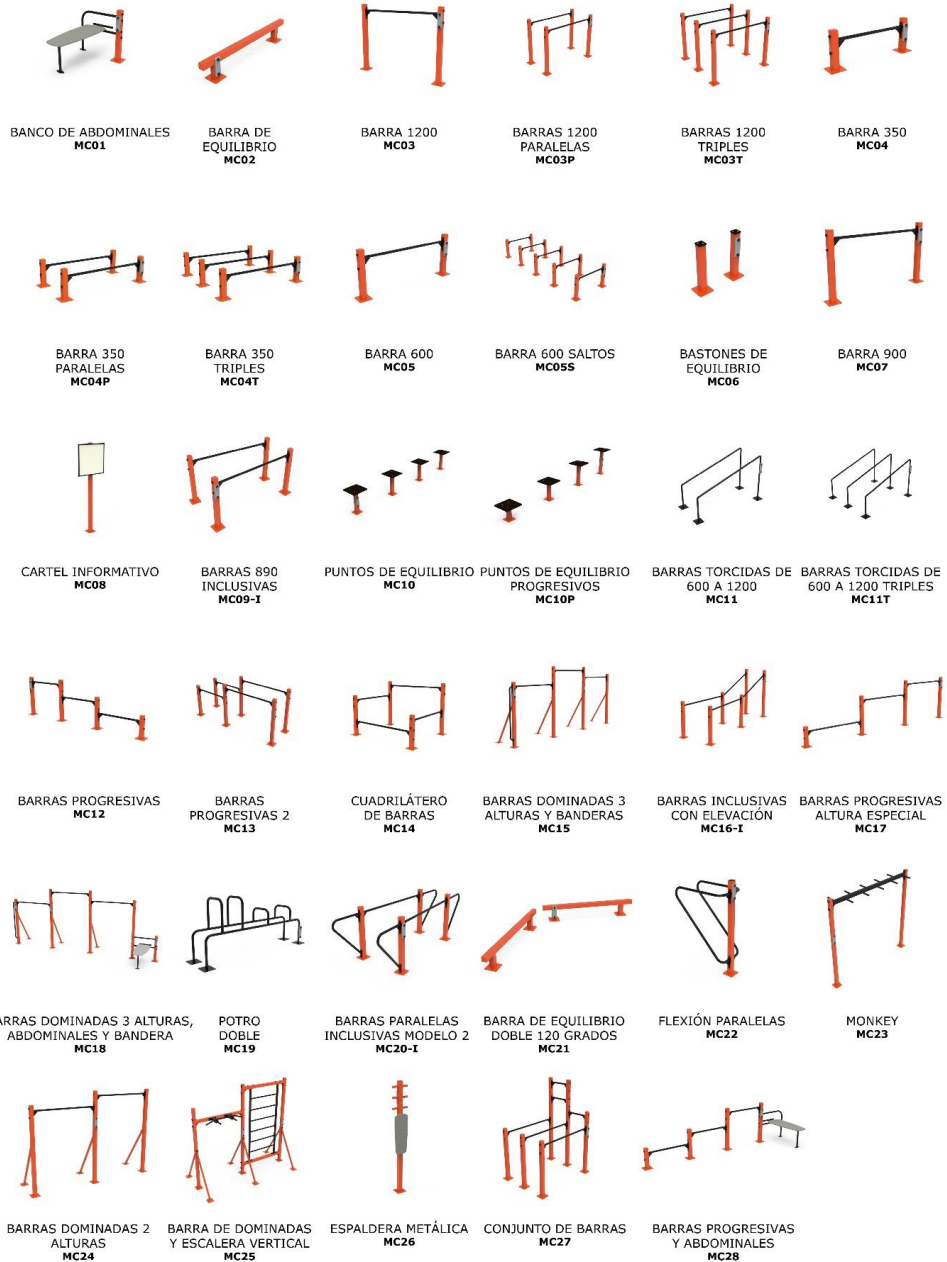 BANCO DE ABDOMINALES
MC01
BARRA DE
EQUILIBRIO
MC02
BARRA 1200
MC03
BARRAS 1200
PARALELAS
MC03P
BARRAS 1200
TRIPLES
MC03T
BARRA 350
MC04
BARRA 350
PARALELAS
MC04P
BARRA 350
TRIPLES
MC04T
BARRA 600
MC05
BARRA 600 SALTOS
MC05S
BASTONES DE
EQUILIBRIO
MC06
BARRA 900
MC07
CARTEL INFORMATIVO
MC08
BARRAS 890
INCLUSIVAS
MC09-I
PUNTOS DE EQUILIBRIO
MC10
PUNTOS DE EQUILIBRIO
PROGRESIVOS
MC10P
BARRAS TORCIDAS DE
600 A 1200
MC11
BARRAS TORCIDAS DE
600 A 1200 TRIPLES
MC11T
BARRAS PROGRESIVAS
MC12
BARRAS
PROGRESIVAS 2
MC13
CUADRILÁTERO
DE BARRAS
MC14
BARRAS DOMINADAS 3
ALTURAS Y BANDERAS
MC15
BARRAS INCLUSIVAS
CON ELEVACIÓN
MC16-I
BARRAS PROGRESIVAS
ALTURA ESPECIAL
MC17
ARRAS DOMINADAS 3 ALTURAS,
ABDOMINALES Y BANDERA
MC18
POTRO
DOBLE
MC19
BARRAS PARALELAS
INCLUSIVAS MODELO 2
MC20-I
BARRA DE EQUILIBRIO
DOBLE 120 GRADOS
MC21
FLEXIÓN PARALELAS
MC22
MONKEY
MC23
BARRAS DOMINADAS 2
ALTURAS
MC24
BARRA DE DOMINADAS
Y ESCALERA VERTICAL
MC25
ESPALDERA METÁLICA
MC26
CONJUNTO DE BARRAS
MC27
BARRAS PROGRESIVAS
Y ABDOMINALES
MC28